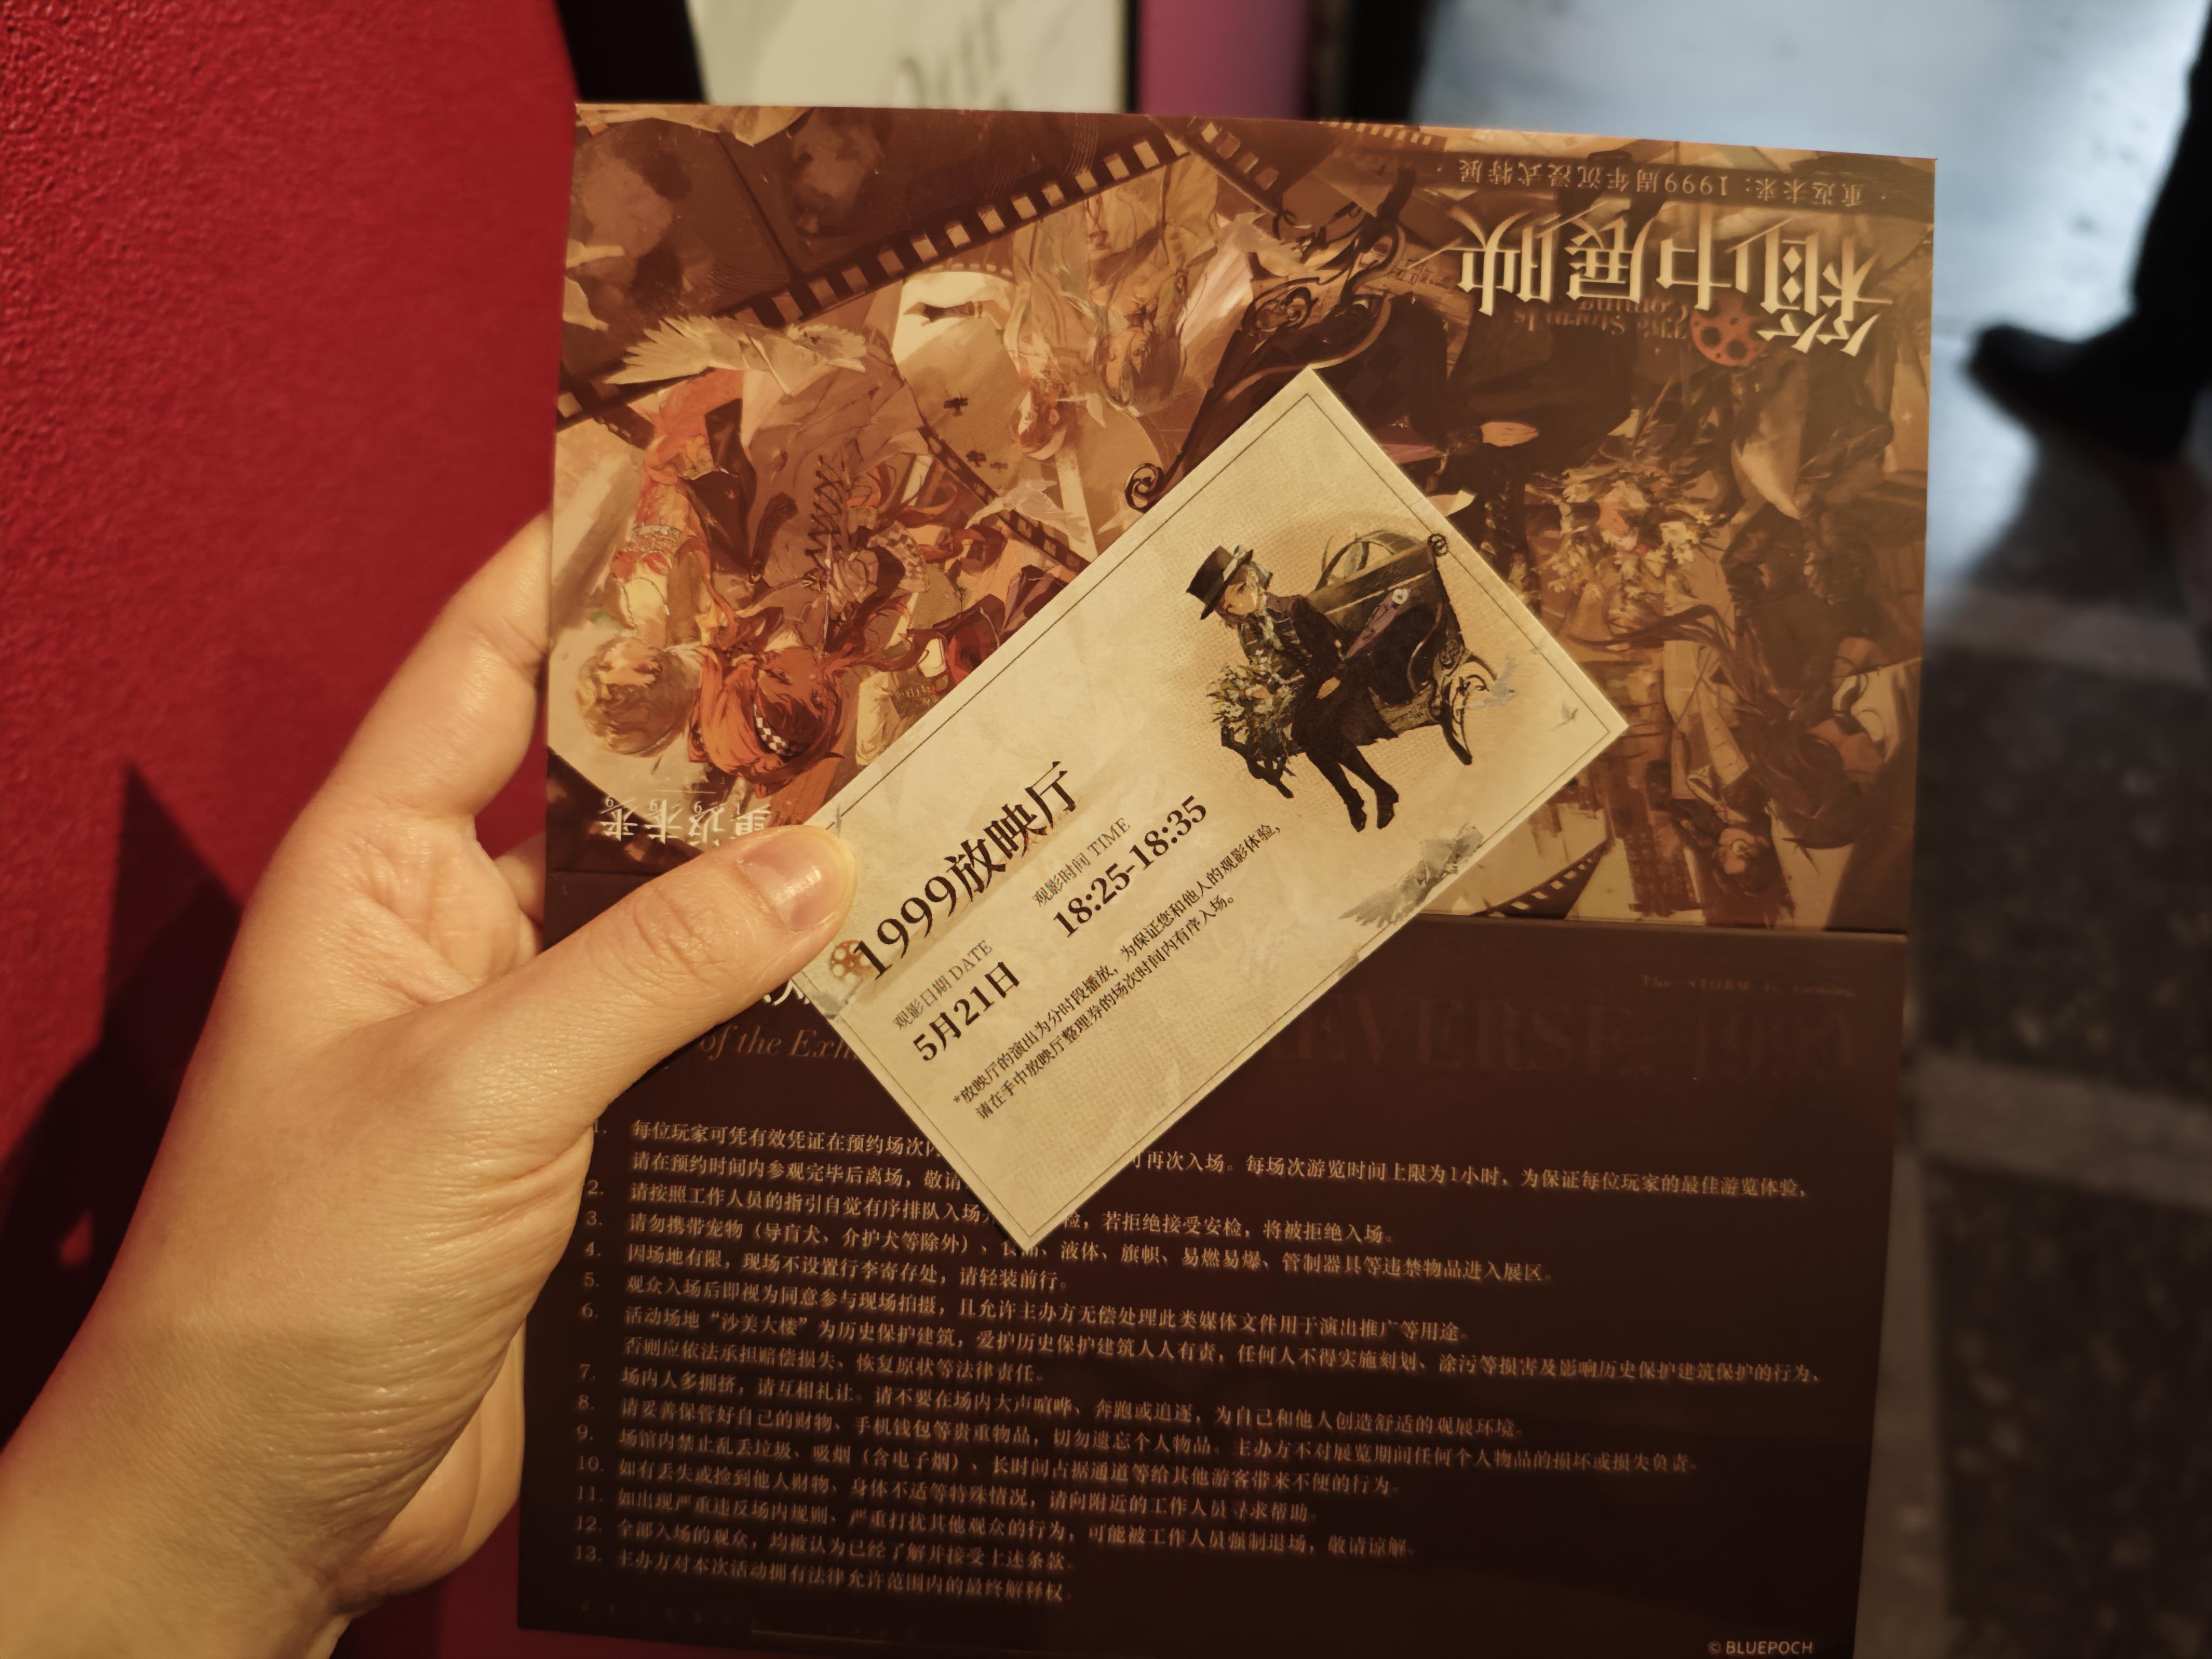 · 重返未来：1999周年沉浸式特展 ·
箱中展映
The Storm Is
Coming
重返未来
1999放映厅
观影日期 DATE
5月21日
观影时间 TIME
18:25-18:35
*放映厅的演出为分时段播放，为保证您和他人的观影体验，
请在手中放映厅整理券的场次时间内有序入场。
of the Exh
1. 每位玩家可凭有效凭证在预约场次 再次入场。每场次游览时间上限为1小时，为保证每位玩家的最佳游览体验，
请在预约时间内参观完毕后离场，敬请
2. 请按照工作人员的指引自觉有序排队入场 检，若拒绝接受安检，将被拒绝入场。
3. 请勿携带宠物（导盲犬、介护犬等除外）、 、液体、旗帜、易燃易爆、管制器具等违禁物品进入展区。
4. 因场地有限，现场不设置行李寄存处，请轻装前行。
5. 观众入场后即视为同意参与现场拍摄，且允许主办方无偿处理此类媒体文件用于演出推广等用途。
6. 活动场地“沙美大楼”为历史保护建筑，爱护历史保护建筑人人有责，任何人不得实施刻划、涂污等损害及影响历史保护建筑保护的行为，
否则应依法承担赔偿损失、恢复原状等法律责任。
7. 场内人多拥挤，请互相礼让。请不要在场内大声喧哗、奔跑或追逐，为自己和他人创造舒适的观展环境。
8. 请妥善保管好自己的财物、手机钱包等贵重物品，切勿遗忘个人物品。主办方不对展览期间任何个人物品的损坏或损失负责。
9. 场馆内禁止乱丢垃圾、吸烟（含电子烟）、长时间占据通道等给其他游客带来不便的行为。
10. 如有丢失或捡到他人财物、身体不适等特殊情况，请向附近的工作人员寻求帮助。
11. 如出现严重违反场内规则、严重打扰其他观众的行为，可能被工作人员强制退场，敬请谅解。
12. 全部入场的观众，均被认为已经了解并接受上述条款。
13. 主办方对本次活动拥有法律允许范围内的最终解释权。
© BLUEPOCH